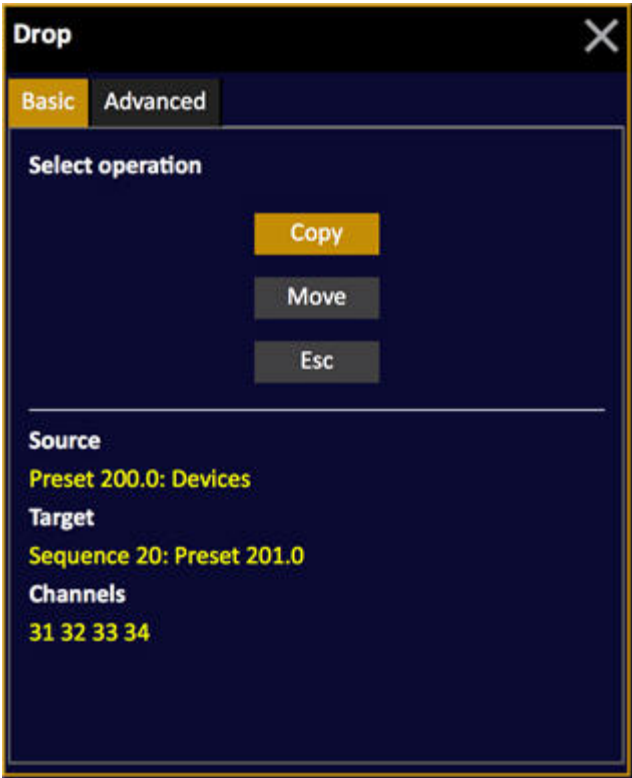 Drop
Basic Advanced
Select operation
Copy
Move
Esc
Source
Preset 200.0: Devices
Target
Sequence 20: Preset 201.0
Channels
31 32 33 34